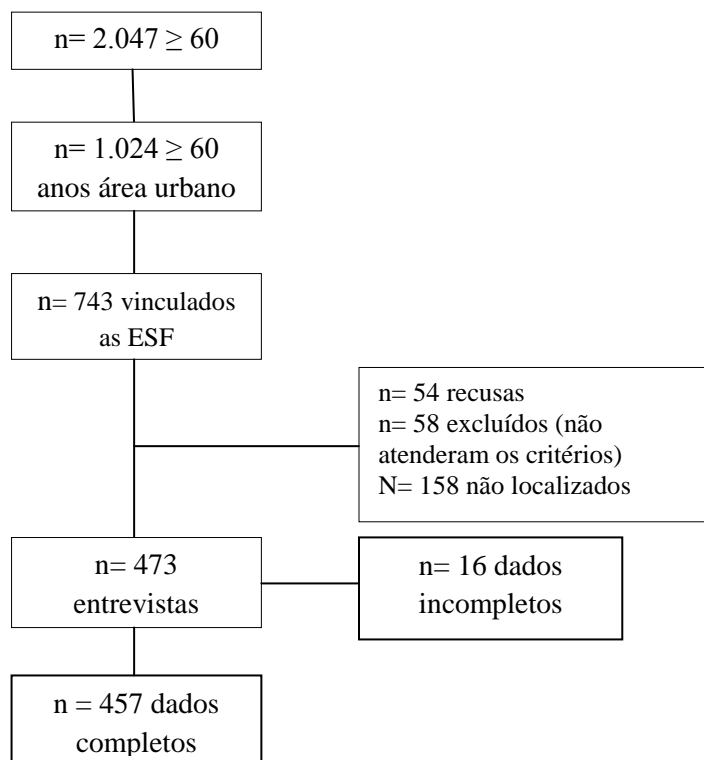 n= 2.047 ≥ 60
n= 1.024 ≥ 60
anos área urbano
n= 743 vinculados
as ESF
n= 54 recusas
n= 58 excluídos (não
atenderam os critérios)
N= 158 não localizados
n= 473
entrevistas
n= 16 dados
incompletos
n = 457 dados
completos